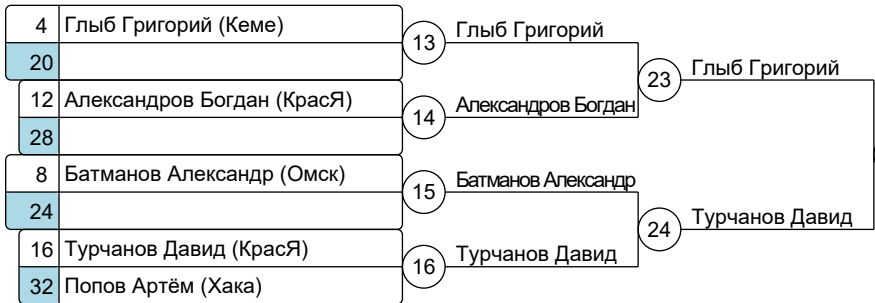 4 Глыб Григорий (Кеме)
20
12 Александров Богдан (КрасЯ)
28
8 Батманов Александр (Омск)
24
16 Турчанов Давид (КрасЯ)
32 Попов Артём (Хака)
13 Глыб Григорий
14 Александров Богдан
15 Батманов Александр
16 Турчанов Давид
23 Глыб Григорий
24 Турчанов Давид